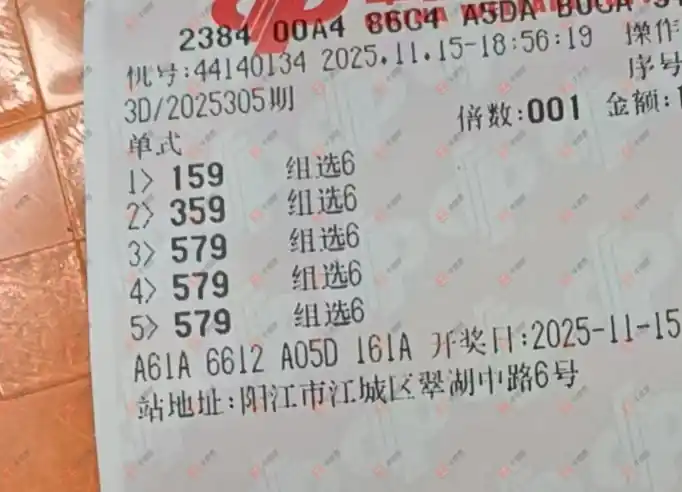 2384 00A4 86C4 A5DA B0CA
机号:44140134 2025.11.15-18:56:19 操作
序号
3D/2025305期
倍数:001 金额:
单式
1> 159 组选6
2> 359 组选6
3> 579 组选6
4> 579 组选6
5> 579 组选6
A61A 6612 A05D 161A 开奖日:2025-11-15
站地址:阳江市江城区翠湖中路6号